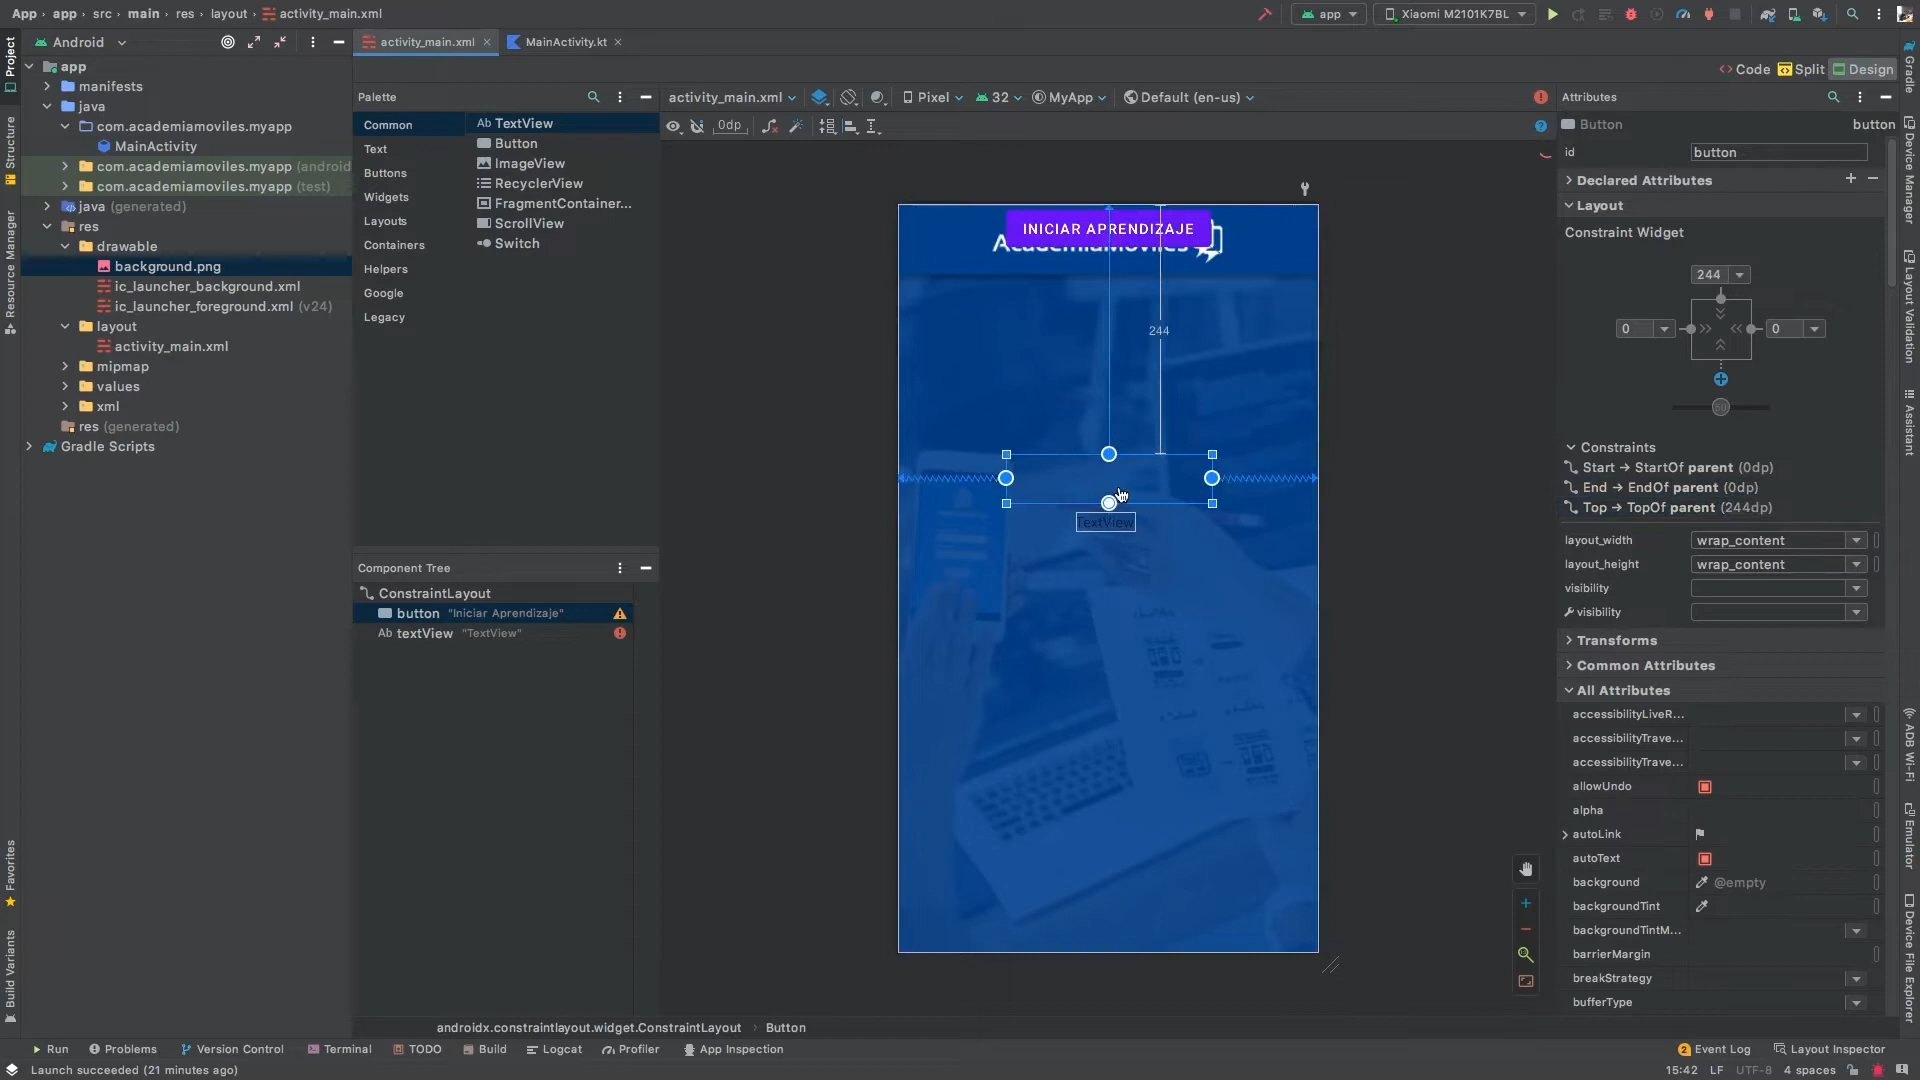 App app src main res layout activity_main.xml
app Xiaomi M2101K7BL
Android
activity_main.xml MainActivity.kt
app
manifests
java
com.academiamoviles.myapp
MainActivity
com.academiamoviles.myapp (android
com.academiamoviles.myapp (test)
java (generated)
res
drawable
background.png
ic_launcher_background.xml
ic_launcher_foreground.xml (v24)
layout
activity_main.xml
mipmap
values
xml
res (generated)
Gradle Scripts
Project
Structure
Resource Manager
Favorites
Build Variants
Code Split Design
Palette
Common
Text
Buttons
Widgets
Layouts
Containers
Helpers
Google
Legacy
Ab TextView
Button
ImageView
RecyclerView
FragmentContainer...
ScrollView
Switch
Component Tree
ConstraintLayout
button "Iniciar Aprendizaje"
Ab textView "TextView"
activity_main.xml Pixel 32 MyApp Default (en-us)
0dp
INICIAR APRENDIZAJE
AcademiaMoviles
244
TextView
androidx.constraintlayout.widget.ConstraintLayout Button
Attributes
Button button
id button
Declared Attributes
Layout
Constraint Widget
244
0 0
50
Constraints
Start → StartOf parent (0dp)
End → EndOf parent (0dp)
Top → TopOf parent (244dp)
layout_width wrap_content
layout_height wrap_content
visibility
visibility
Transforms
Common Attributes
All Attributes
accessibilityLiveR...
accessibilityTrave...
accessibilityTrave...
allowUndo
alpha
autoLink
autoText
background @empty
backgroundTint
backgroundTintM...
barrierMargin
breakStrategy
bufferType
Gradle
Device Manager
Layout Validation
Assistant
ADB Wi-Fi
Emulator
Device File Explorer
Run Problems Version Control Terminal TODO Build Logcat Profiler App Inspection 2 Event Log Layout Inspector
Launch succeeded (21 minutes ago) 15:42 LF UTF-8 4 spaces